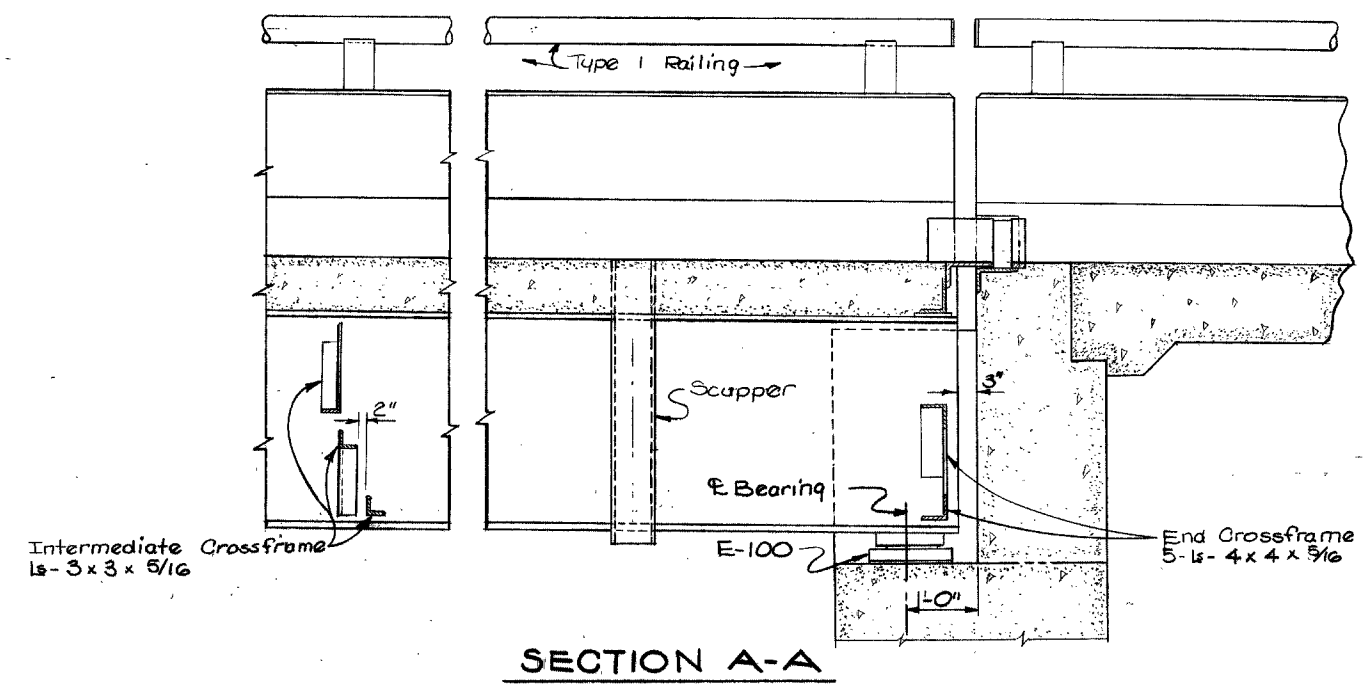 Type 1 Railing
Scupper
3"
2"
℄ Bearing
E-100
Intermediate Crossframe
Ls - 3 x 3 x 5/16
End Crossframe
5 - Ls - 4 x 4 x 5/16
1'-0"
SECTION A-A